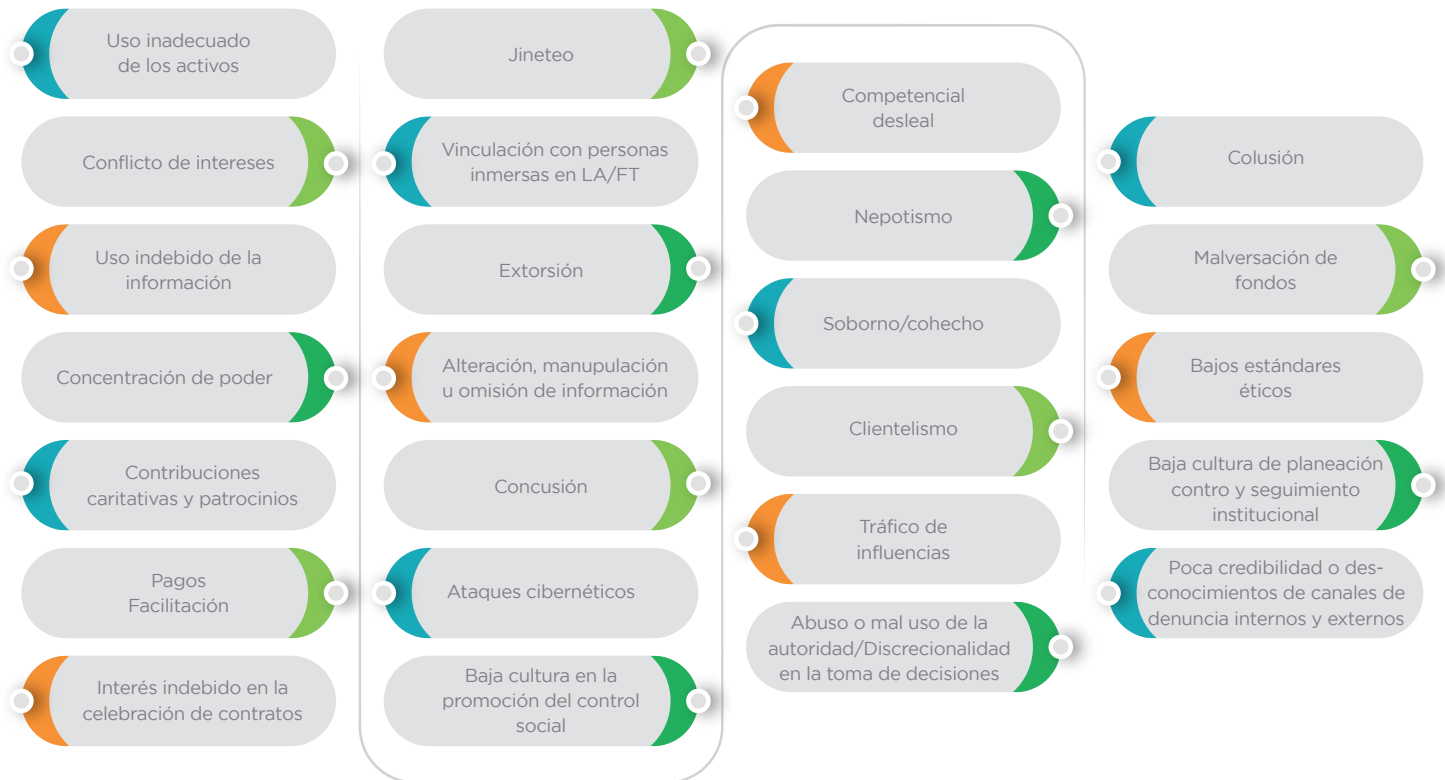 Uso inadecuado
de los activos
Conflicto de intereses
Uso indebido de la
información
Concentración de poder
Contribuciones
caritativas y patrocinios
Pagos
Facilitación
Interés indebido en la
celebración de contratos
Jineteo
Vinculación con personas
inmersas en LA/FT
Extorsión
Alteración, manupulación
u omisión de información
Concusión
Ataques cibernéticos
Baja cultura en la
promoción del control
social
Competencial
desleal
Nepotismo
Soborno/cohecho
Clientelismo
Tráfico de
influencias
Abuso o mal uso de la
autoridad/Discrecionalidad
en la toma de decisiones
Colusión
Malversación de
fondos
Bajos estándares
éticos
Baja cultura de planeación
contro y seguimiento
institucional
Poca credibilidad o des-
conocimientos de canales de
denuncia internos y externos